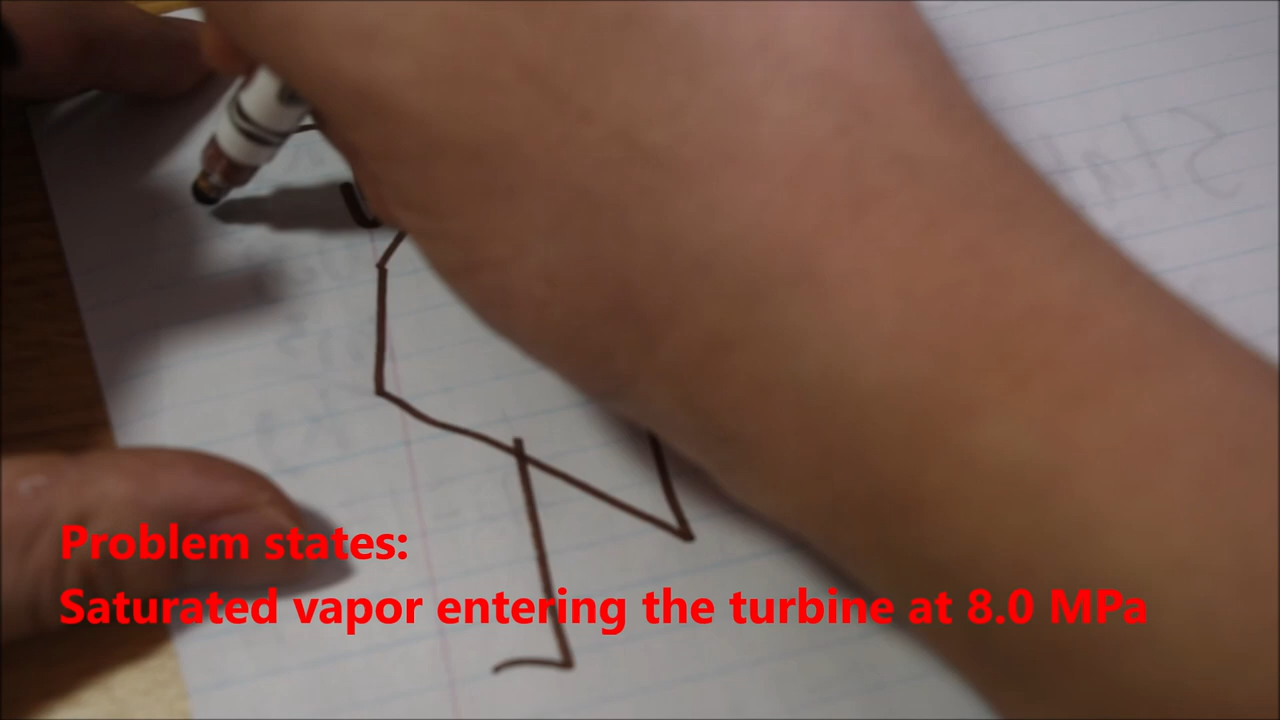 Problem states:
Saturated vapor entering the turbine at 8.0 MPa